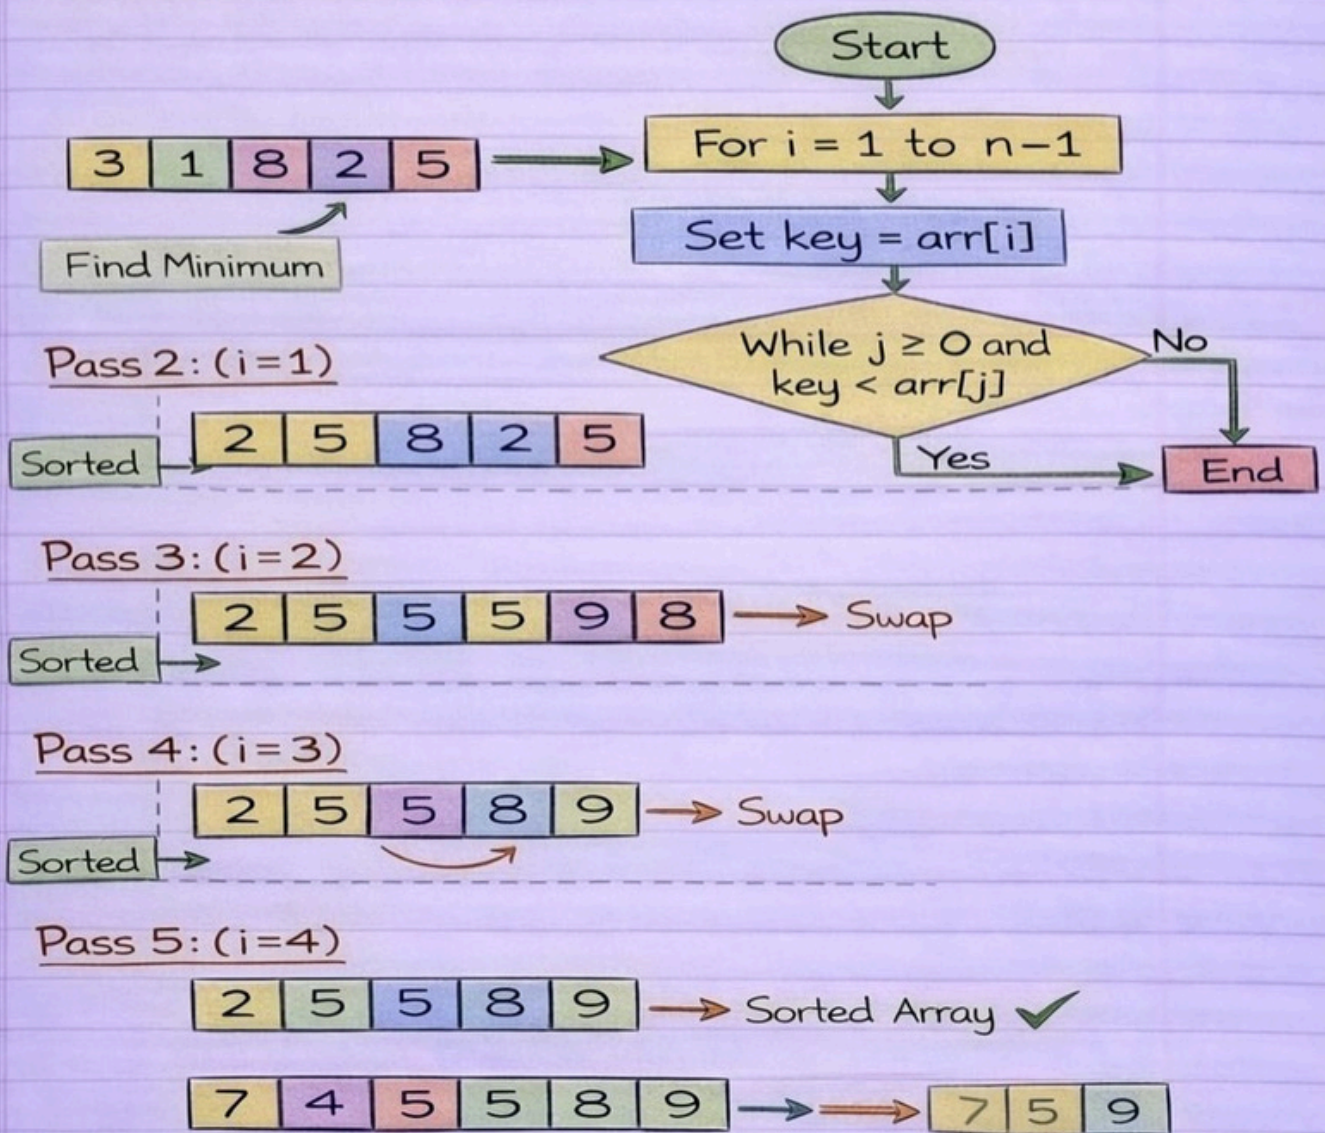 Start
For i = 1 to n-1
3 1 8 2 5
Set key = arr[i]
Find Minimum
While j ≥ 0 and
key < arr[j]
No
Yes
End
Pass 2: (i=1)
2 5 8 2 5
Sorted
Pass 3: (i=2)
2 5 5 5 9 8 Swap
Sorted
Pass 4: (i=3)
2 5 5 8 9 Swap
Sorted
Pass 5: (i=4)
2 5 5 8 9 Sorted Array ✓
7 4 5 5 8 9 7 5 9